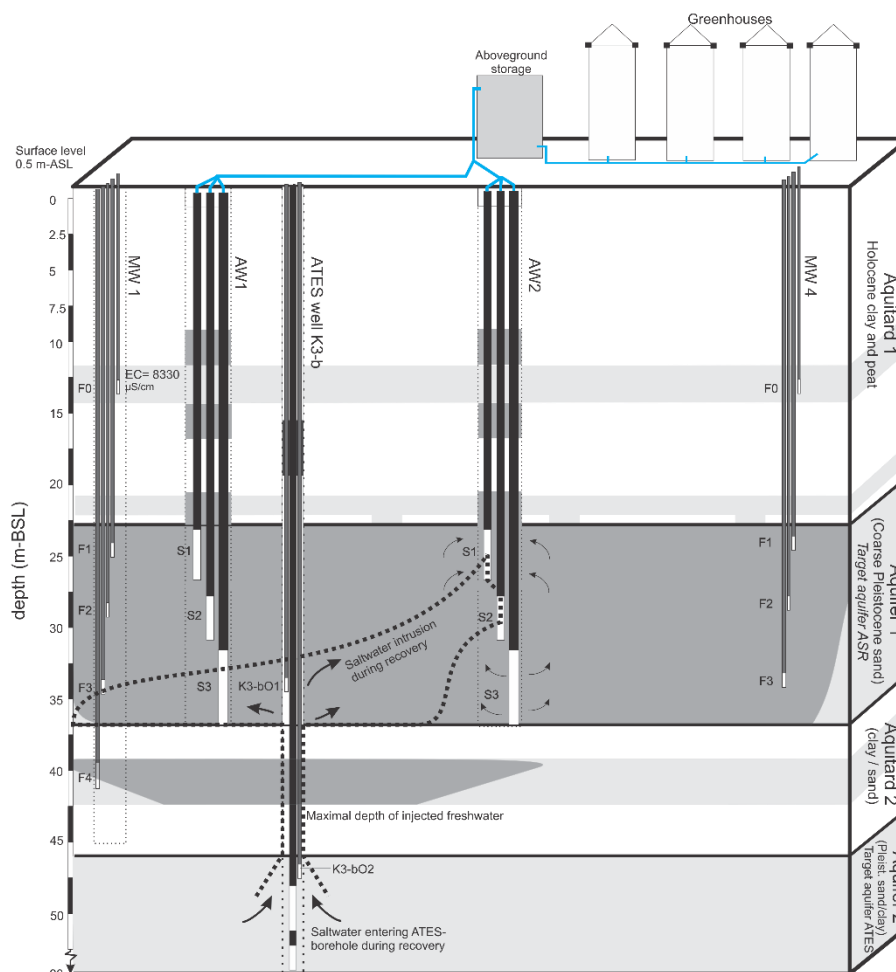 Greenhouses
Aboveground
storage
Surface level
0.5 m-ASL
depth (m-BSL)
0
2.5
5
7.5
10
15
20
25
30
35
40
45
50
MW 1
AW1
ATES well K3-b
AW2
MW 4
EC= 8330
µS/cm
F0
F1
F2
F3
F4
S1
S2
S3
K3-bO1
Saltwater intrusion
during recovery
S1
S2
S3
F0
F1
F2
F3
Maximal depth of injected freshwater
K3-bO2
Saltwater entering ATES-
borehole during recovery
Aquitard 1
Holocene clay and peat
Aquifer 1
(Coarse Pleistocene sand)
Target aquifer ASR
Aquitard 2
(clay / sand)
Aquifer 2
(Pleist. sand/clay)
Target aquifer ATES